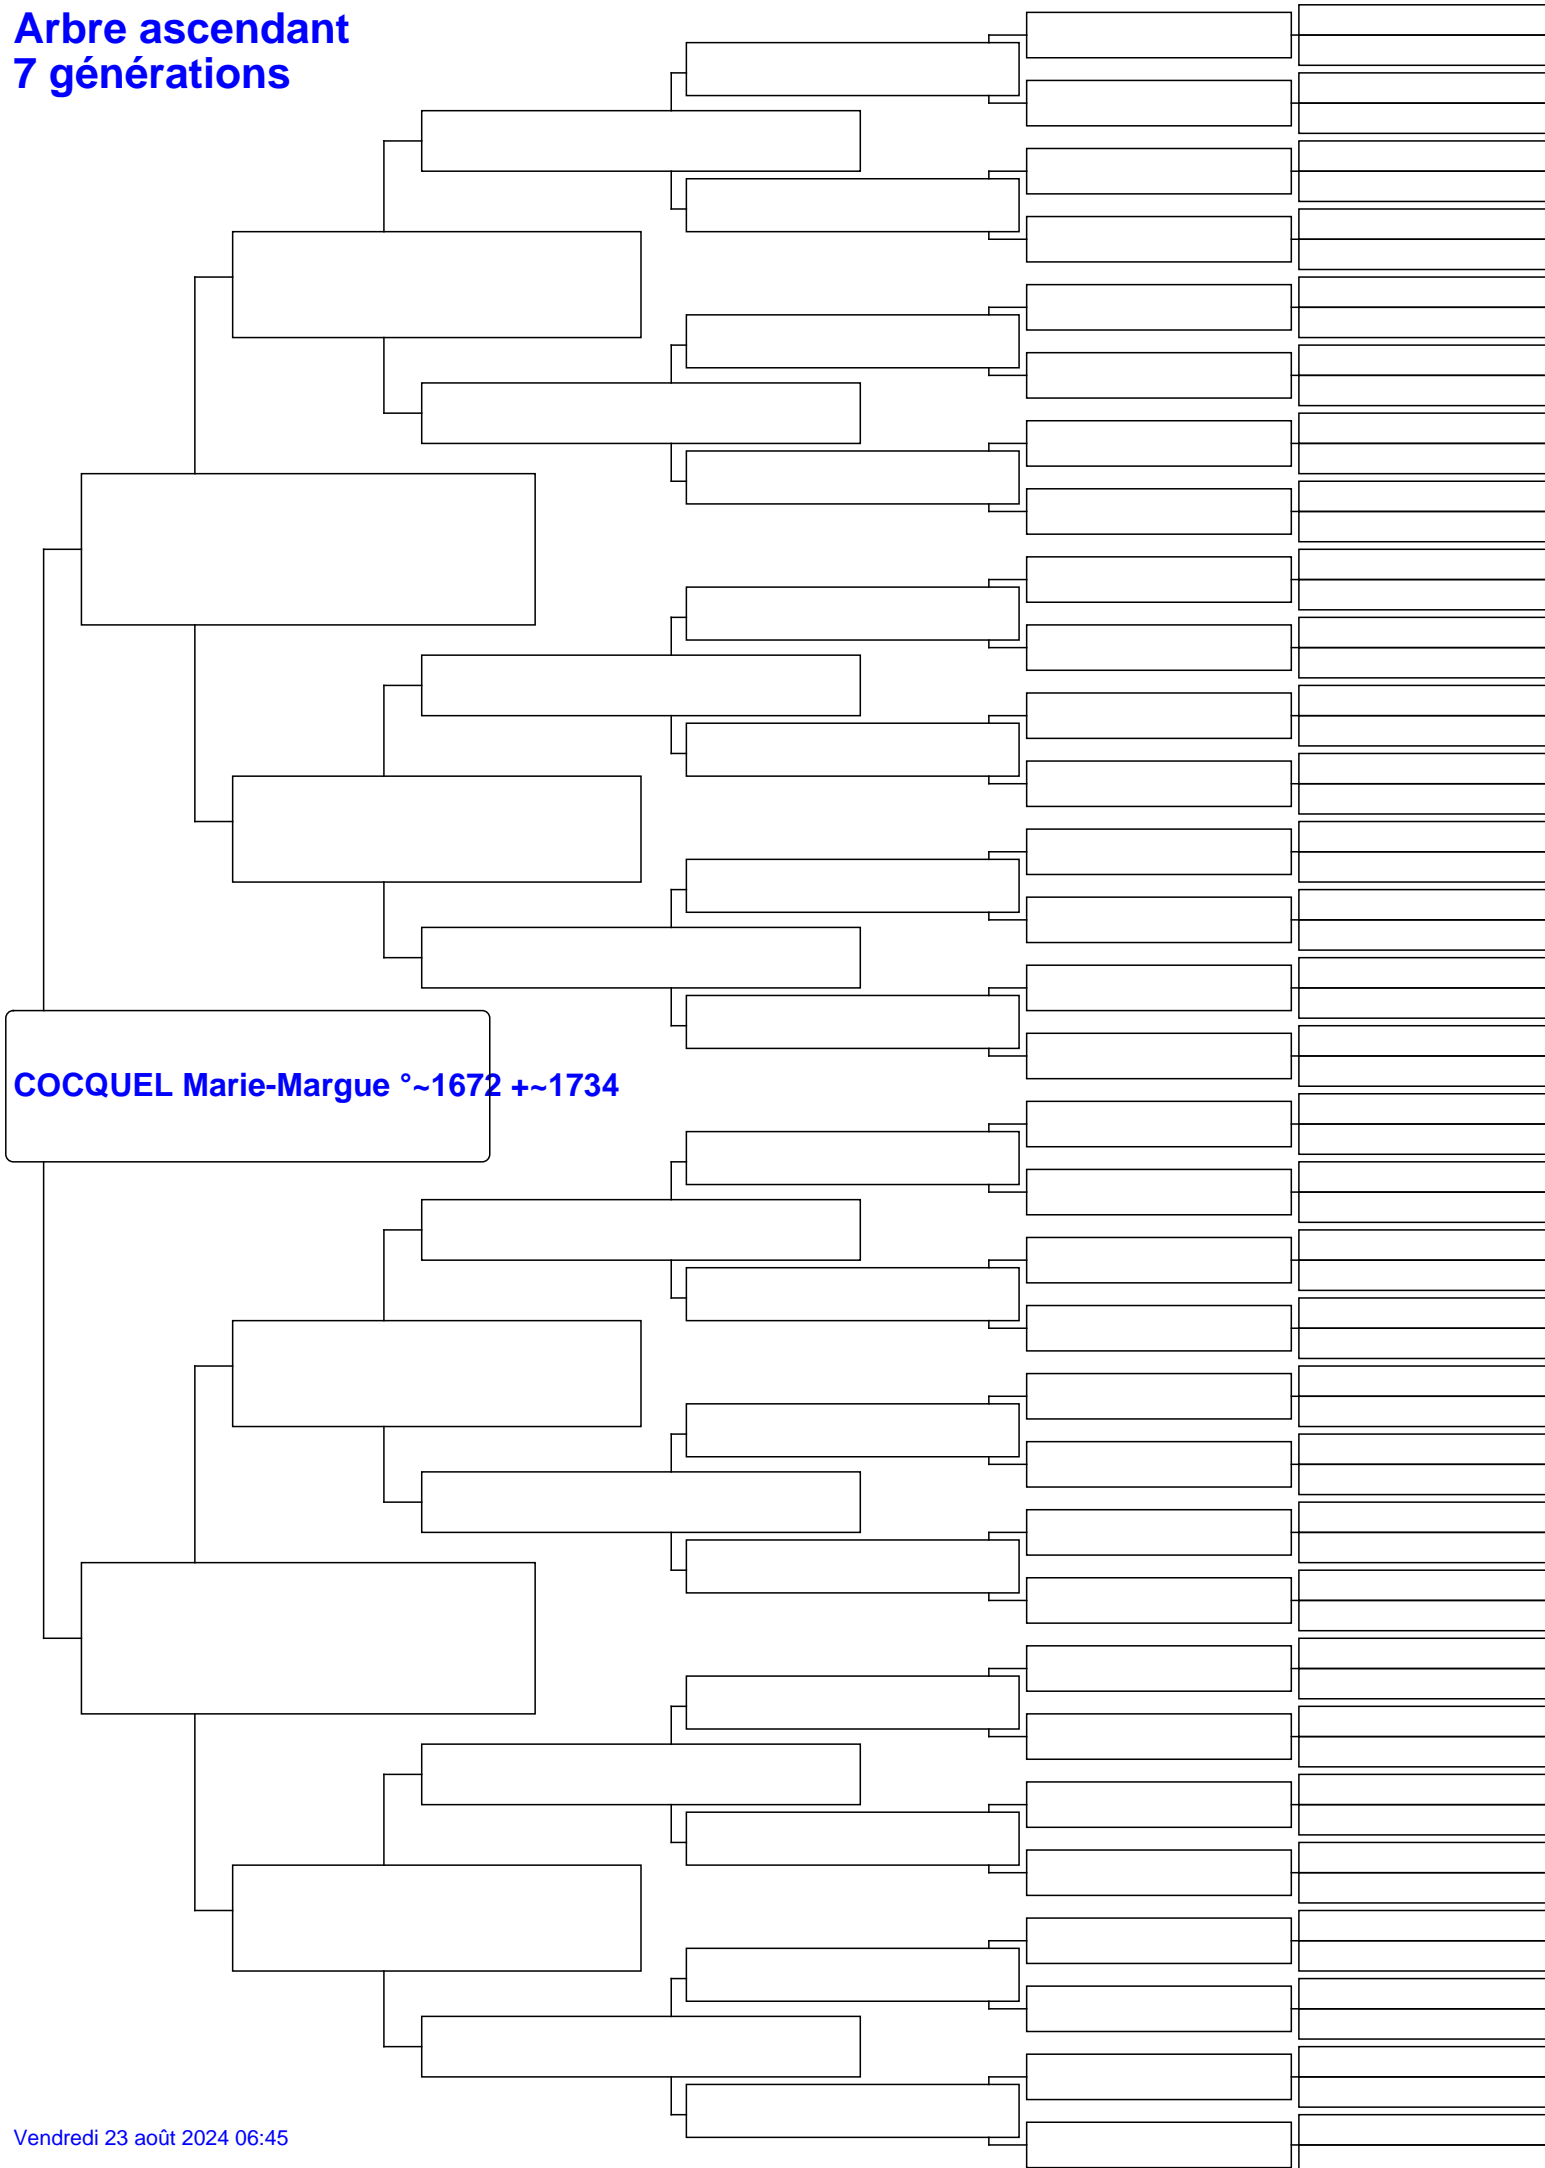 Arbre ascendant
7 générations
COCQUEL Marie-Margue °~1672 +~1734
Vendredi 23 août 2024 06:45